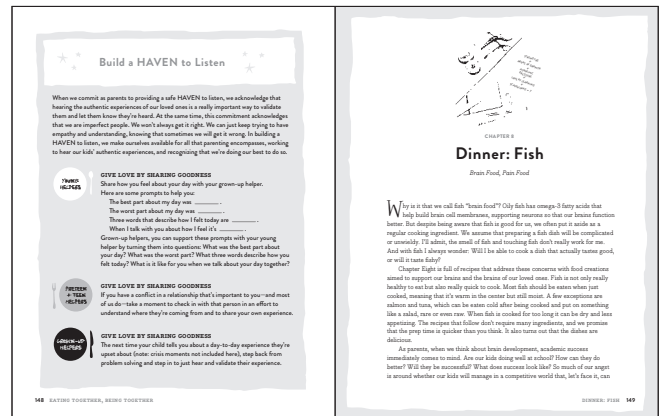 Build a HAVEN to Listen
When we commit as parents to providing a safe HAVEN to listen, we acknowledge that
hearing the authentic experiences of our loved ones is a really important way to validate
them and let them know they're heard. At the same time, this commitment acknowledges
that we are imperfect people. We won't always get it right. We can just keep trying to have
empathy and understanding, knowing that sometimes we will get it wrong. In building a
HAVEN to listen, we make ourselves available for all that parenting encompasses, working
to hear our kids' authentic experiences, and recognizing that we're doing our best to do so.
YOUNG
HELPERS
GIVE LOVE BY SHARING GOODNESS
Share how you feel about your day with your grown-up helper.
Here are some prompts to help you:
The best part about my day was ______.
The worst part about my day was ______.
Three words that describe how I felt today are ______.
When I talk with you about how I feel it's ______.
Grown-up helpers, you can support these prompts with your young
helper by turning them into questions: What was the best part about
your day? What was the worst part? What three words describe how you
felt today? What is it like for you when we talk about your day together?
PRETEEN
+ TEEN
HELPERS
GIVE LOVE BY SHARING GOODNESS
If you have a conflict in a relationship that's important to you—and most
of us do—take a moment to check in with that person in an effort to
understand where they're coming from and to share your own experience.
GROWN-UP
HELPERS
GIVE LOVE BY SHARING GOODNESS
The next time your child tells you about a day-to-day experience they're
upset about (note: crisis moments not included here), step back from
problem solving and step in to just hear and validate their experience.
148 EATING TOGETHER, BEING TOGETHER
CHAPTER 8
Dinner: Fish
Brain Food, Pain Food
Why is it that we call fish "brain food"? Oily fish has omega-3 fatty acids that
help build brain cell membranes, supporting neurons so that our brains function
better. But despite being aware that fish is good for us, we often put it aside as a
regular cooking ingredient. We assume that preparing a fish dish will be complicated
or unwieldy. I'll admit, the smell of fish and touching fish don't really work for me.
And with fish I always wonder: Will I be able to cook a dish that actually tastes good,
or will it taste fishy?
Chapter Eight is full of recipes that address these concerns with food creations
aimed to support our brains and the brains of our loved ones. Fish is not only really
healthy to eat but also really quick to cook. Most fish should be eaten when just
cooked, meaning that it's warm in the center but still moist. A few exceptions are
salmon and tuna, which can be eaten cold after being cooked and put on something
like a salad, rare or even raw. When fish is cooked for too long it can be dry and less
appetizing. The recipes that follow don't require many ingredients, and we promise
that the prep time is quicker than you think. It also turns out that the dishes are
delicious.
As parents, when we think about brain development, academic success
immediately comes to mind. Are our kids doing well at school? How can they do
better? Will they be successful? What does success look like? So much of our angst
is around whether our kids will manage in a competitive world that, let's face it, can
DINNER: FISH 149